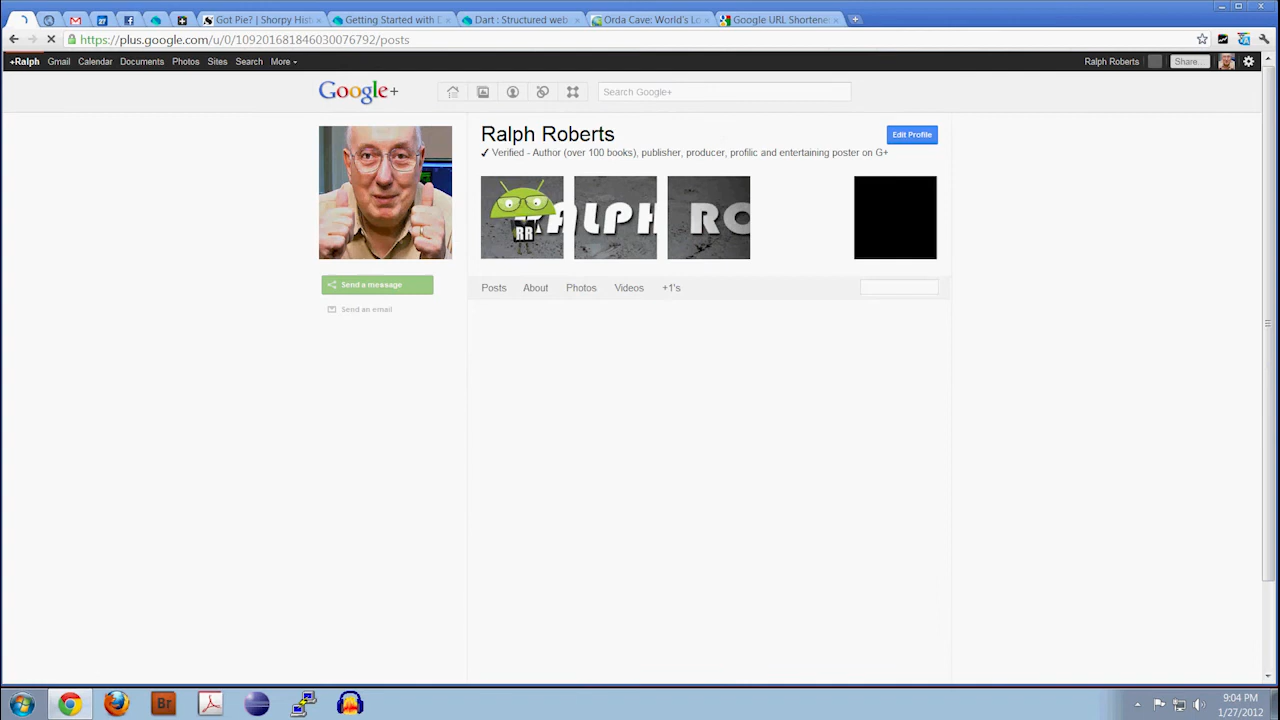 Got Pie? | Shorpy Hist
Getting Started with D
Dart : Structured web
Orda Cave: World's Lo
Google URL Shortene
https://plus.google.com/u/0/109201681846030076792/posts
+Ralph Gmail Calendar Documents Photos Sites Search More
Ralph Roberts Share...
Google+
Search Google+
Ralph Roberts
Edit Profile
✓ Verified - Author (over 100 books), publisher, producer, profilic and entertaining poster on G+
RR
RALPH RO
Send a message
Send an email
Posts About Photos Videos +1's
Br
9:04 PM
1/27/2012